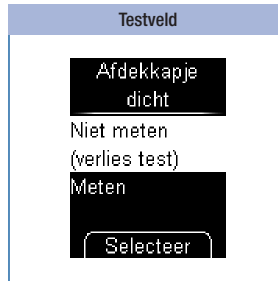 Testveld
Afdekkapje
dicht
Niet meten
(verlies test)
Meten
Selecteer